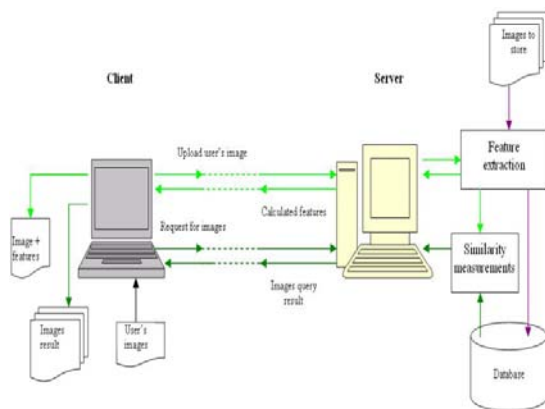 Images to
store
Client
Server
Upload user's image
Feature
extraction
Calculated features
Request for images
Image +
features
Similarity
measurements
Images query
result
Images
result
User's
images
Database